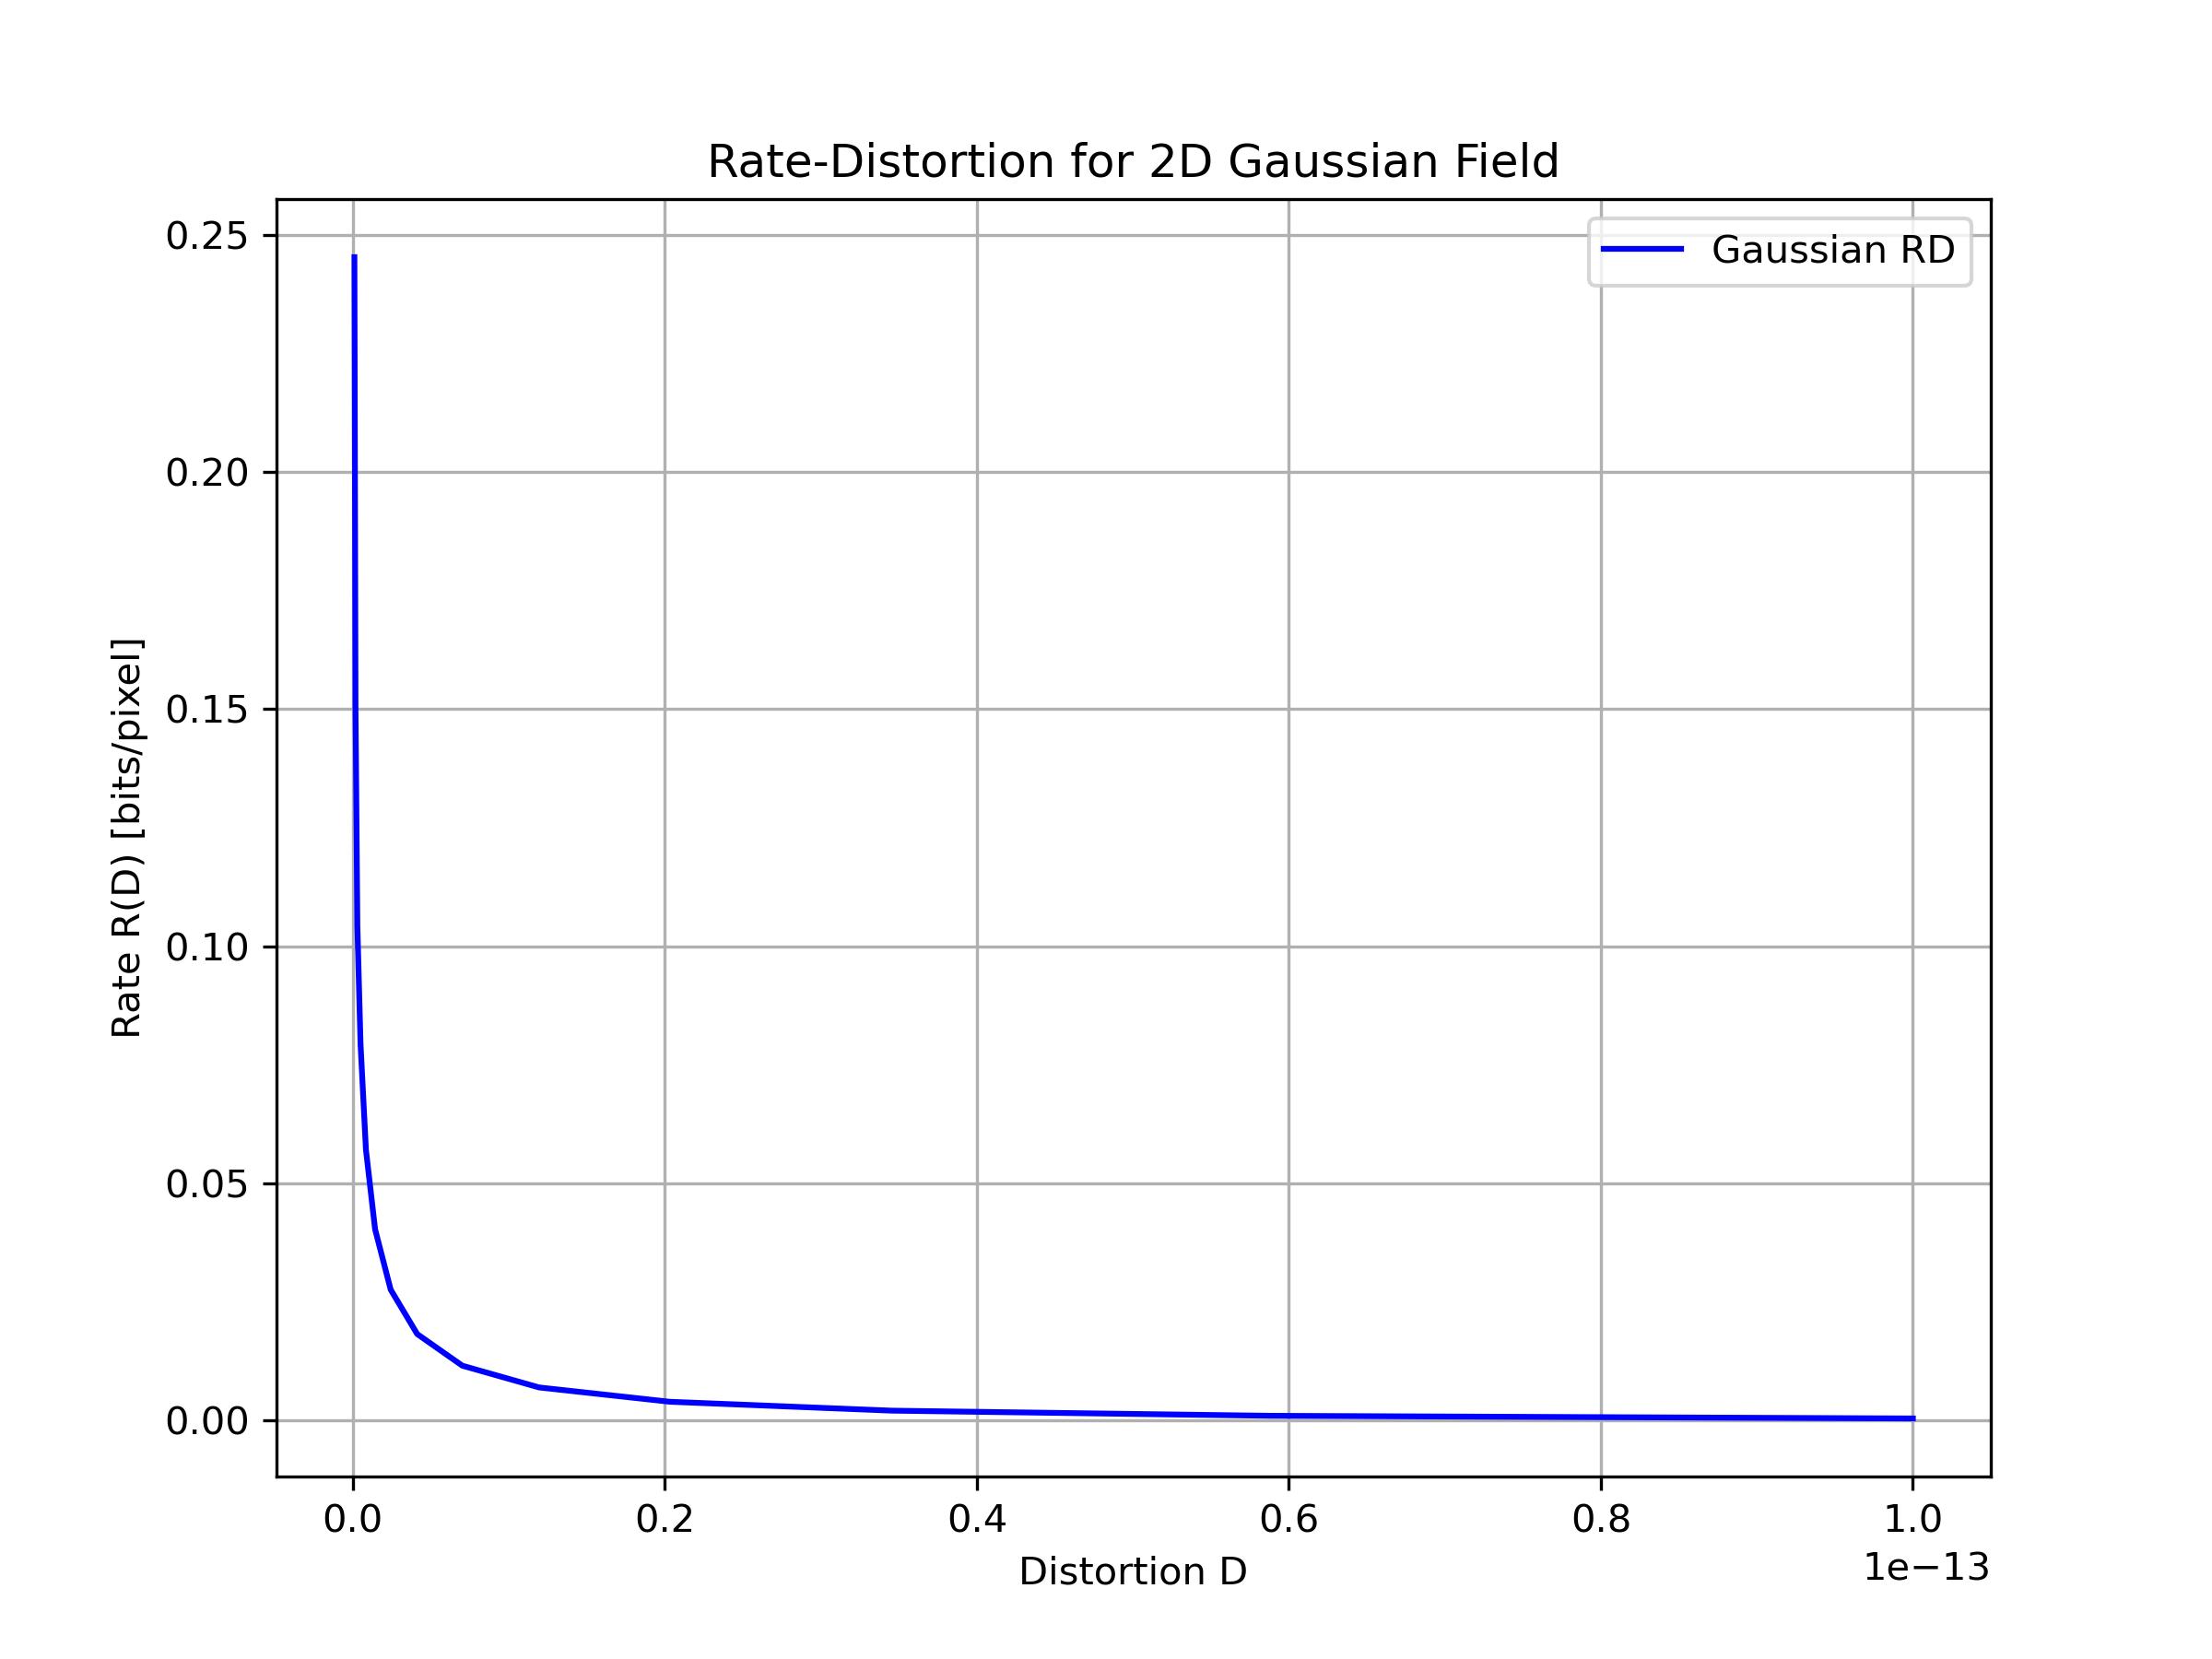 Rate-Distortion for 2D Gaussian Field
Gaussian RD
Rate R(D) [bits/pixel]
0.25
0.20
0.15
0.10
0.05
0.00
0.0 0.2 0.4 0.6 0.8 1.0
1e−13
Distortion D